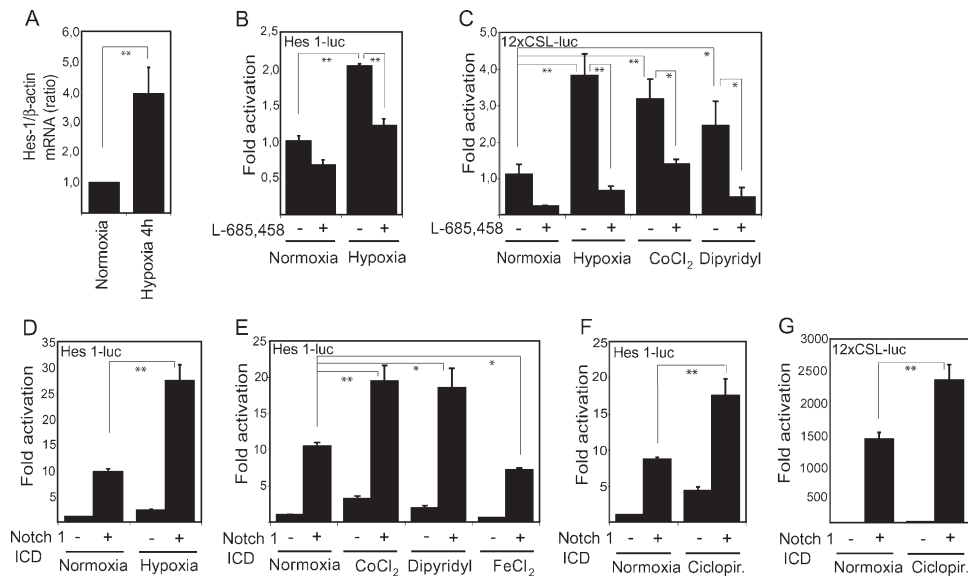 A
Hes-1/β-actin
mRNA (ratio)
6,0
5,0
4,0
3,0
2,0
1,0
**
Normoxia
Hypoxia 4h
B
Hes 1-luc
Fold activation
2,5
2,0
1,5
1,0
0,5
** **
L-685,458 - + - +
Normoxia Hypoxia
C
12xCSL-luc
Fold activation
5,0
4,0
3,0
2,0
1,0
** ** ** * * *
L-685,458 - + - + - + - +
Normoxia Hypoxia CoCl2 Dipyridyl
D
Hes 1-luc
Fold activation
35
30
25
20
15
10
5
**
Notch 1 - + - +
ICD
Normoxia Hypoxia
E
Hes 1-luc
Fold activation
25
20
15
10
5
** * *
Notch 1 - + - + - + - +
ICD
Normoxia CoCl2 Dipyridyl FeCl2
F
Hes 1-luc
Fold activation
25
20
15
10
5
**
Notch 1 - + - +
ICD
Normoxia Ciclopir.
G
12xCSL-luc
Fold activation
3000
2500
2000
1500
1000
500
**
Notch 1 - + - +
ICD
Normoxia Ciclopir.